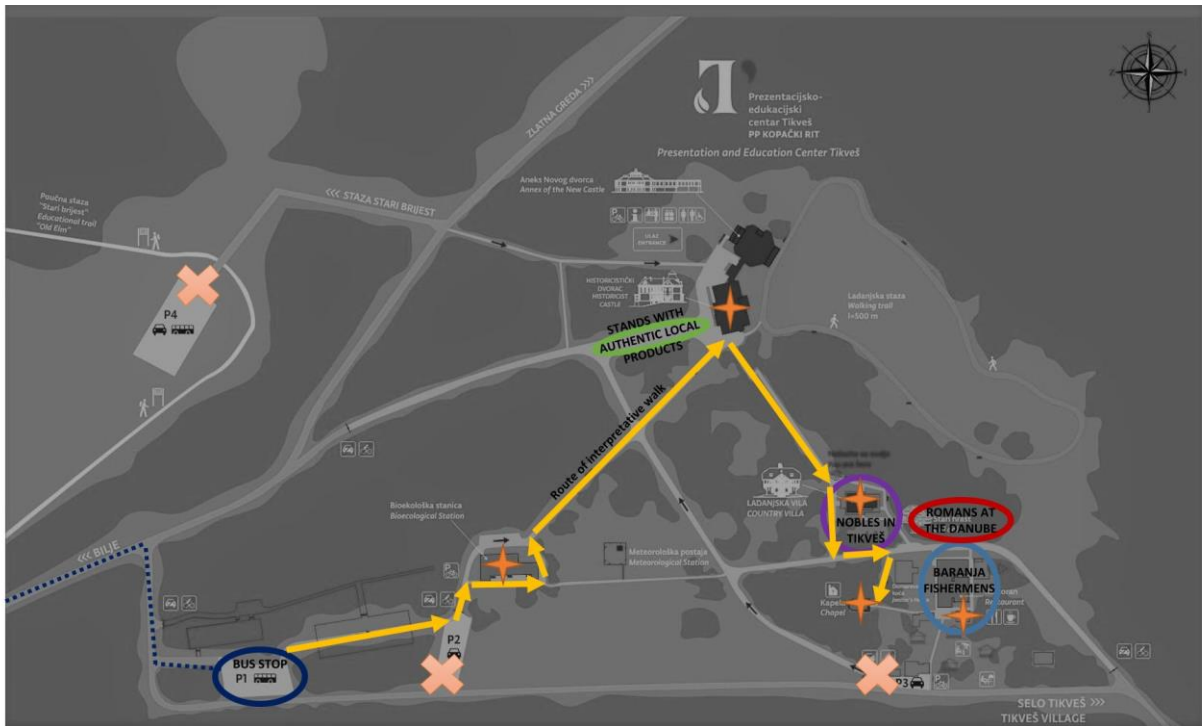 S
Z
I
J
Prezentacijsko-
edukacijski
centar Tikveš
PP KOPAČKI RIT
Presentation and Education Center Tikveš
ZLATNA GREDA >>>
Aneks Novog dvorca
Annex of the New Castle
<<< STAZA STARI BRIJEST
Poučna staza
"Stari brijest"
Educational trail
"Old Elm"
ULAZ
ENTRANCE
HISTORICISTIČKI
DVORAC
HISTORICIST
CASTLE
Ladanjska staza
Walking trail
l=500 m
P4
STANDS WITH
AUTHENTIC LOCAL
PRODUCTS
Route of interpretative walk
LADANJSKA VILA
COUNTRY VILLA
NOBLES IN
TIKVEŠ
ROMANS AT
THE DANUBE
Stari hrast
Bioekološka stanica
Bioecological Station
Meteorološka postaja
Meteorological Station
<<< BILJE
BARANJA
FISHERMENS
Restaurant
Chapel
P2
BUS STOP
P1
P3
SELO TIKVEŠ >>>
TIKVEŠ VILLAGE